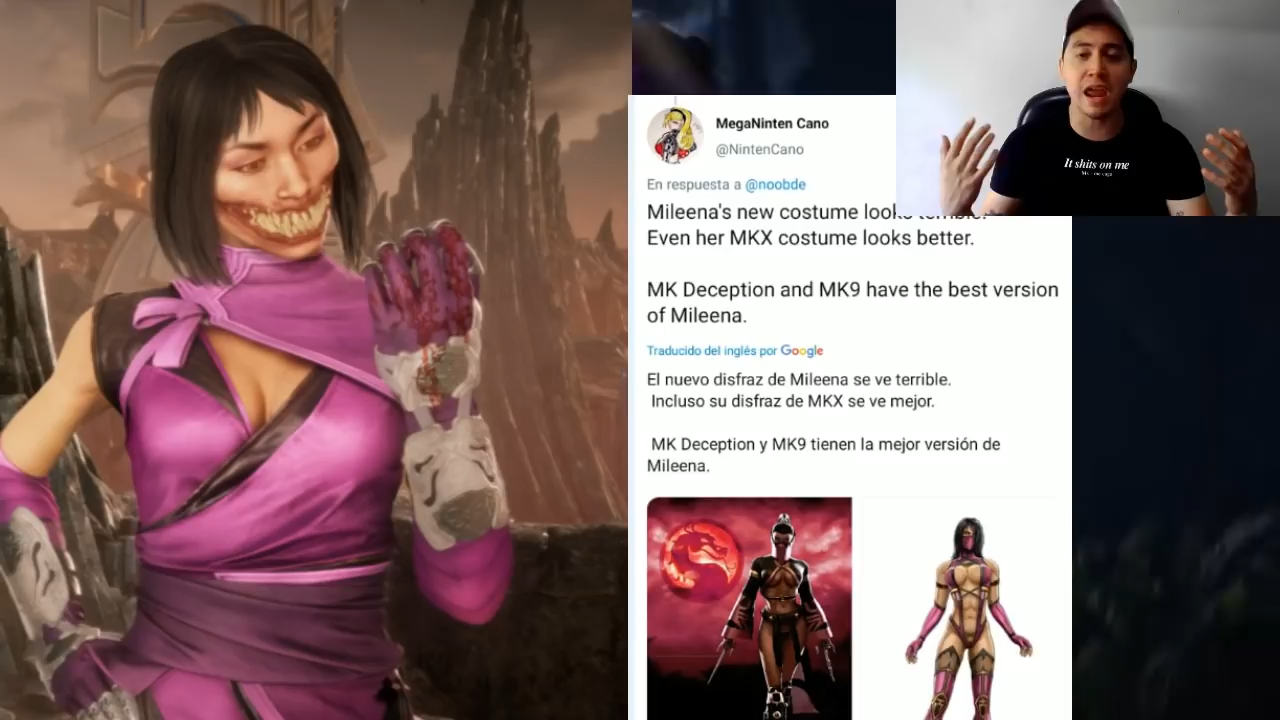 MegaNinten Cano
@NintenCano
En respuesta a @noobde
Mileena's new costume looks terrible.
Even her MKX costume looks better.
MK Deception and MK9 have the best version
of Mileena.
Traducido del inglés por Google
El nuevo disfraz de Mileena se ve terrible.
Incluso su disfraz de MKX se ve mejor.
MK Deception y MK9 tienen la mejor versión de
Mileena.
It shits on me